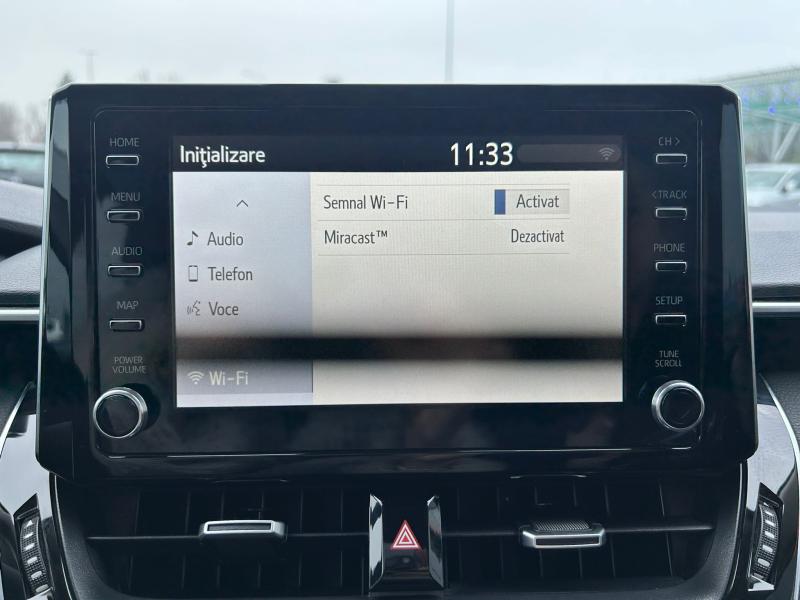 HOME
MENU
AUDIO
MAP
POWER
VOLUME
Iniţializare 11:33
Audio
Telefon
Voce
Wi-Fi
Semnal Wi-Fi Activat
Miracast™ Dezactivat
CH >
< TRACK
PHONE
SETUP
TUNE
SCROLL